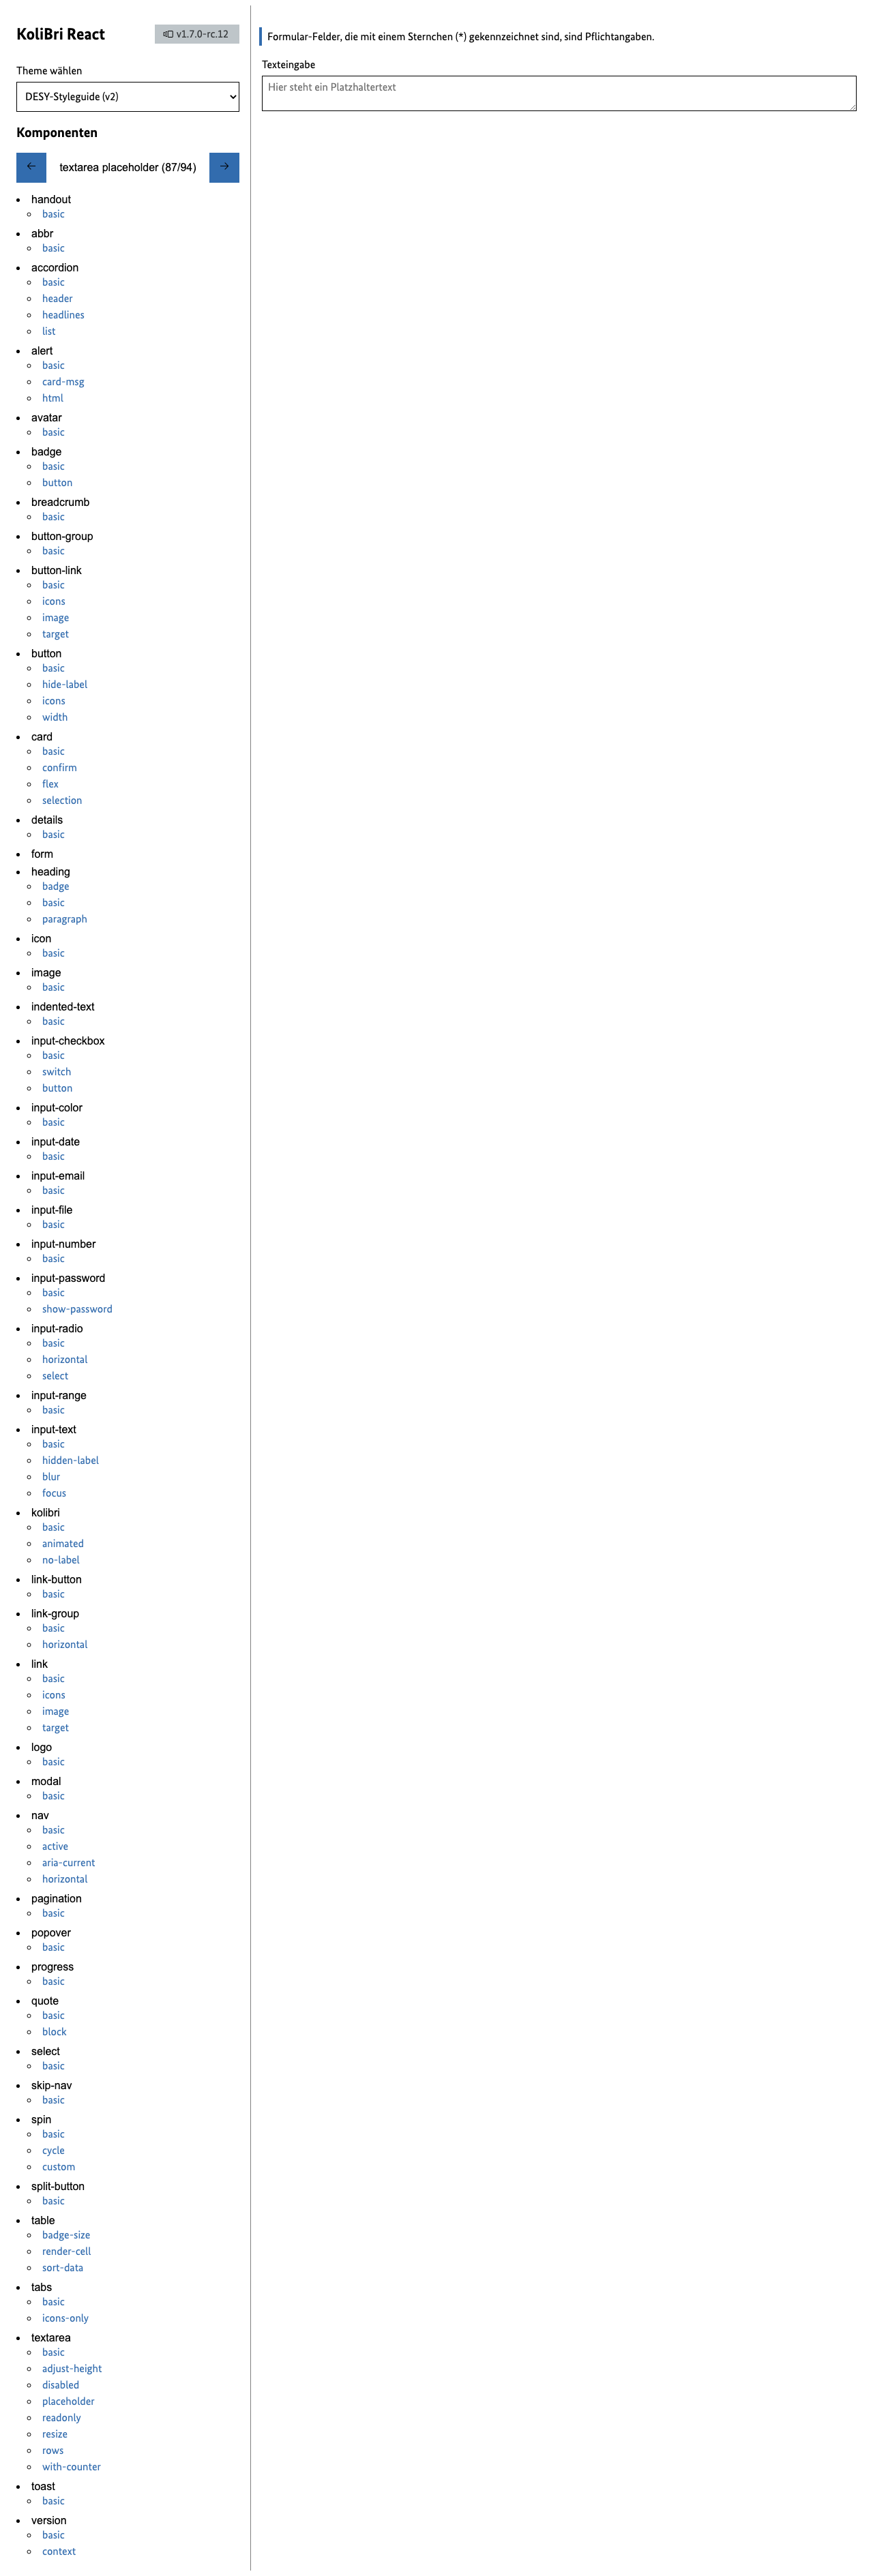 KoliBri React
v1.7.0-rc.12
Theme wählen
DESY-Styleguide (v2)
Komponenten
textarea placeholder (87/94)
handout
basic
abbr
basic
accordion
basic
header
headlines
list
alert
basic
card-msg
html
avatar
basic
badge
basic
button
breadcrumb
basic
button-group
basic
button-link
basic
icons
image
target
button
basic
hide-label
icons
width
card
basic
confirm
flex
selection
details
basic
form
heading
badge
basic
paragraph
icon
basic
image
basic
indented-text
basic
input-checkbox
basic
switch
button
input-color
basic
input-date
basic
input-email
basic
input-file
basic
input-number
basic
input-password
basic
show-password
input-radio
basic
horizontal
select
input-range
basic
input-text
basic
hidden-label
blur
focus
kolibri
basic
animated
no-label
link-button
basic
link-group
basic
horizontal
link
basic
icons
image
target
logo
basic
modal
basic
nav
basic
active
aria-current
horizontal
pagination
basic
popover
basic
progress
basic
quote
basic
block
select
basic
skip-nav
basic
spin
basic
cycle
custom
split-button
basic
table
badge-size
render-cell
sort-data
tabs
basic
icons-only
textarea
basic
adjust-height
disabled
placeholder
readonly
resize
rows
with-counter
toast
basic
version
basic
context
Formular-Felder, die mit einem Sternchen (*) gekennzeichnet sind, sind Pflichtangaben.
Texteingabe
Hier steht ein Platzhaltertext